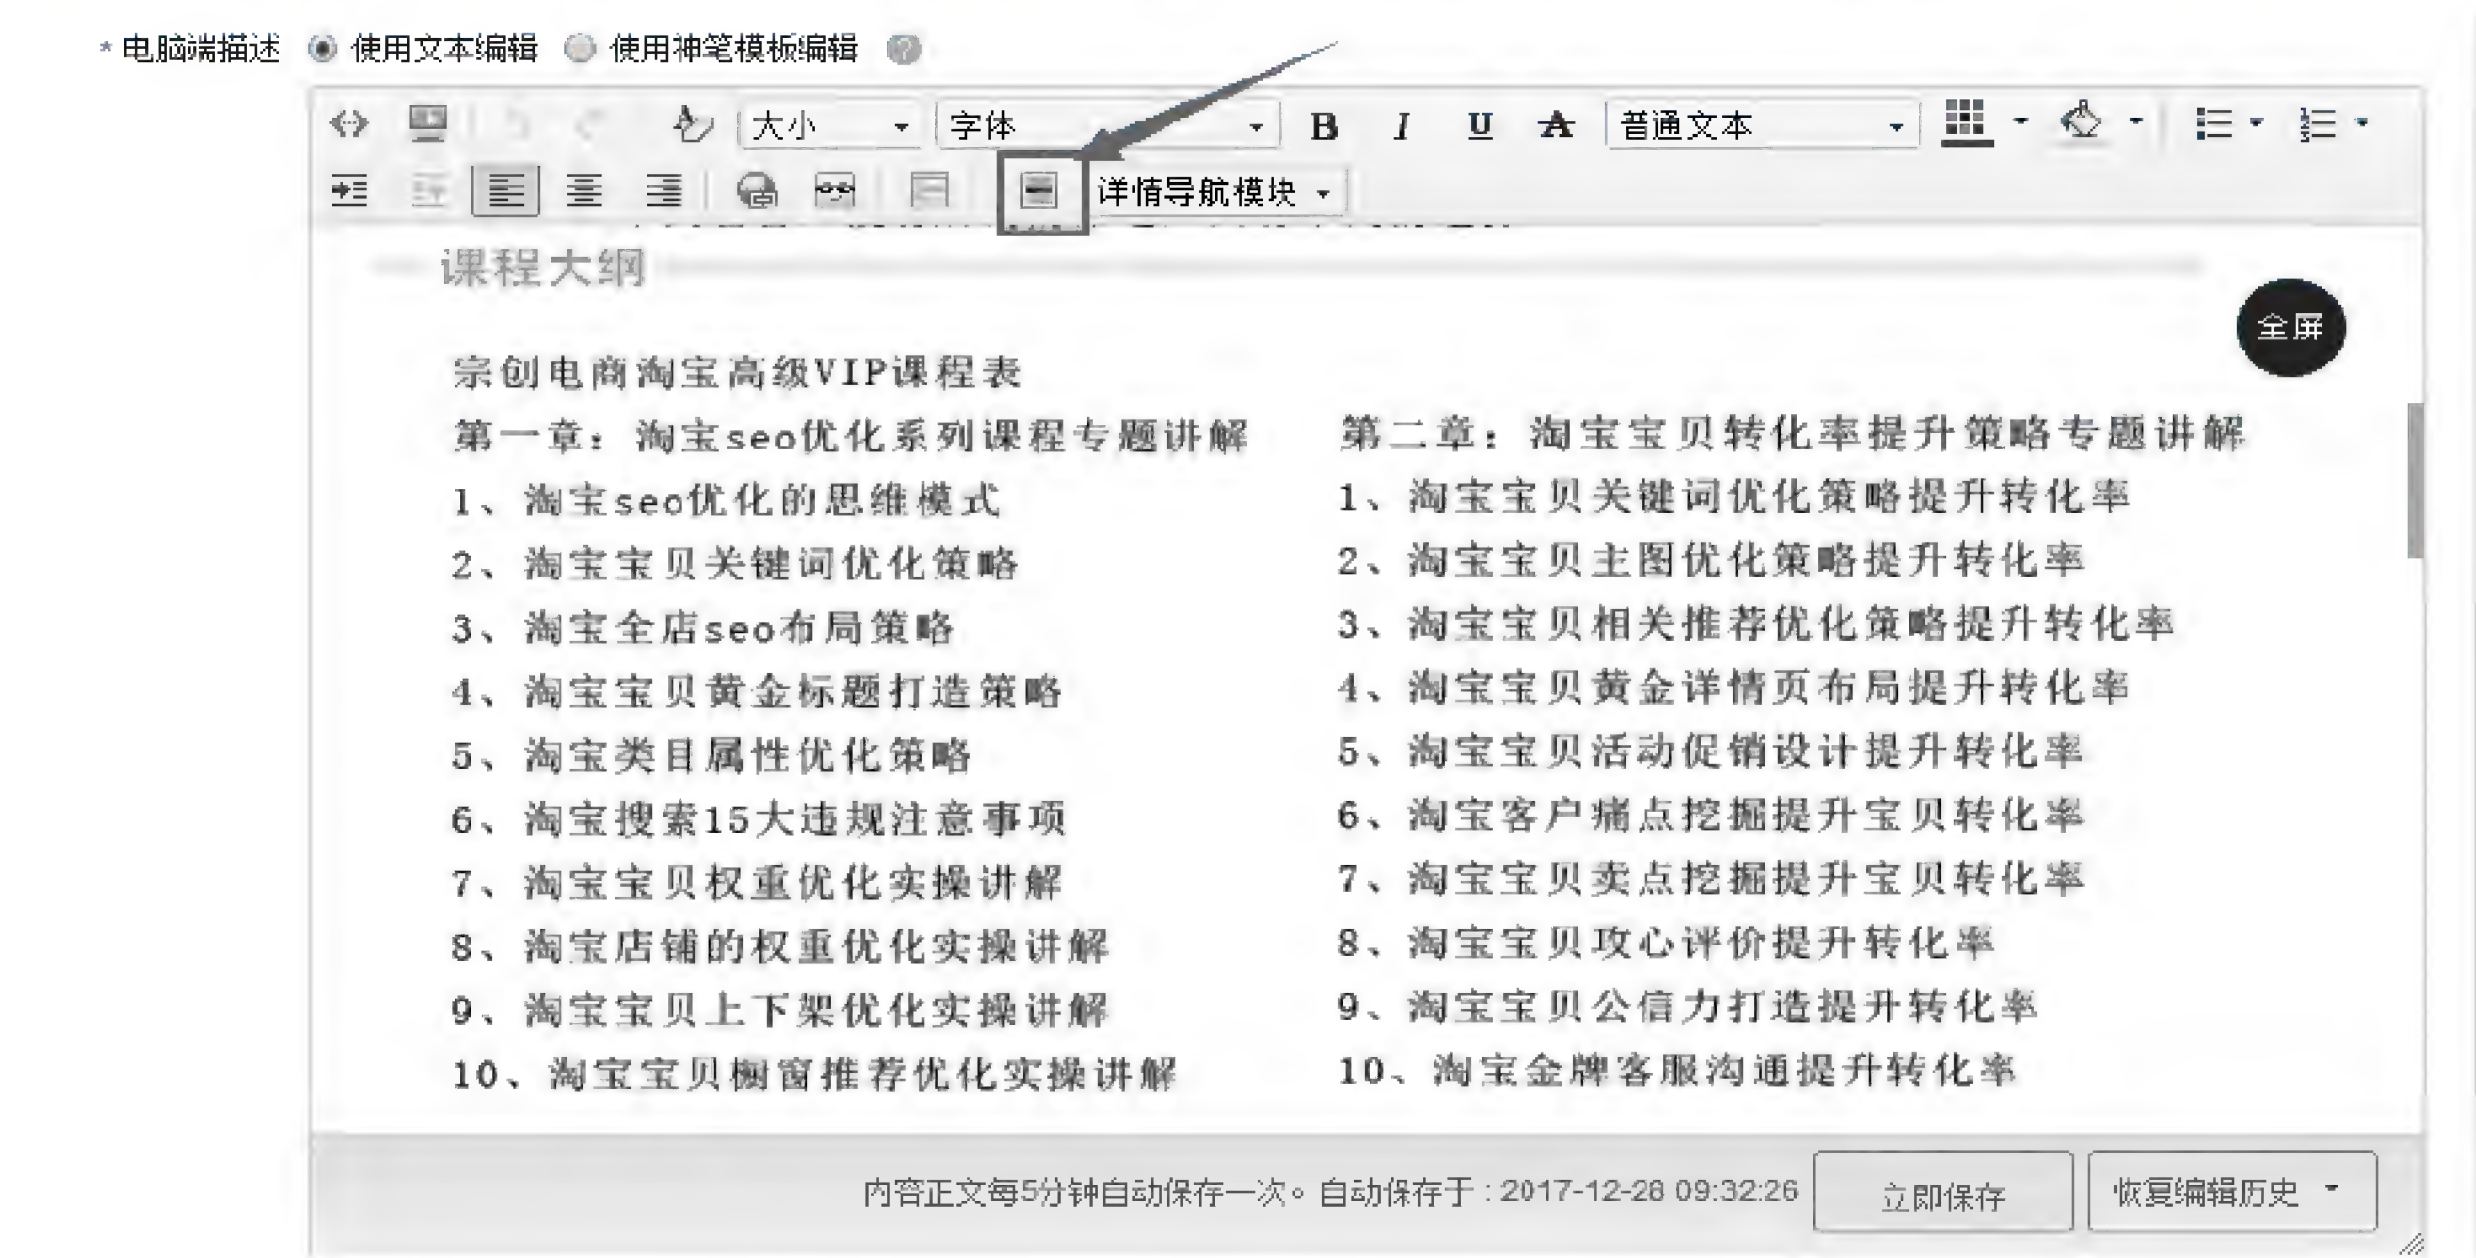 * 电脑端描述 使用文本编辑 使用神笔模板编辑 ?
大小 字体 B I U A 普通文本
详情导航模块
课程大纲
全屏
宗创电商淘宝高级VIP课程表
第一章：淘宝seo优化系列课程专题讲解
1、淘宝seo优化的思维模式
2、淘宝宝贝关键词优化策略
3、淘宝全店seo布局策略
4、淘宝宝贝黄金标题打造策略
5、淘宝类目属性优化策略
6、淘宝搜索15大违规注意事项
7、淘宝宝贝权重优化实操讲解
8、淘宝店铺的权重优化实操讲解
9、淘宝宝贝上下架优化实操讲解
10、淘宝宝贝橱窗推荐优化实操讲解
第二章：淘宝宝贝转化率提升策略专题讲解
1、淘宝宝贝关键词优化策略提升转化率
2、淘宝宝贝主图优化策略提升转化率
3、淘宝宝贝相关推荐优化策略提升转化率
4、淘宝宝贝黄金详情页布局提升转化率
5、淘宝宝贝活动促销设计提升转化率
6、淘宝客户痛点挖掘提升宝贝转化率
7、淘宝宝贝卖点挖掘提升宝贝转化率
8、淘宝宝贝攻心评价提升转化率
9、淘宝宝贝公信力打造提升转化率
10、淘宝金牌客服沟通提升转化率
内容正文每5分钟自动保存一次。自动保存于：2017-12-28 09:32:26 立即保存 恢复编辑历史